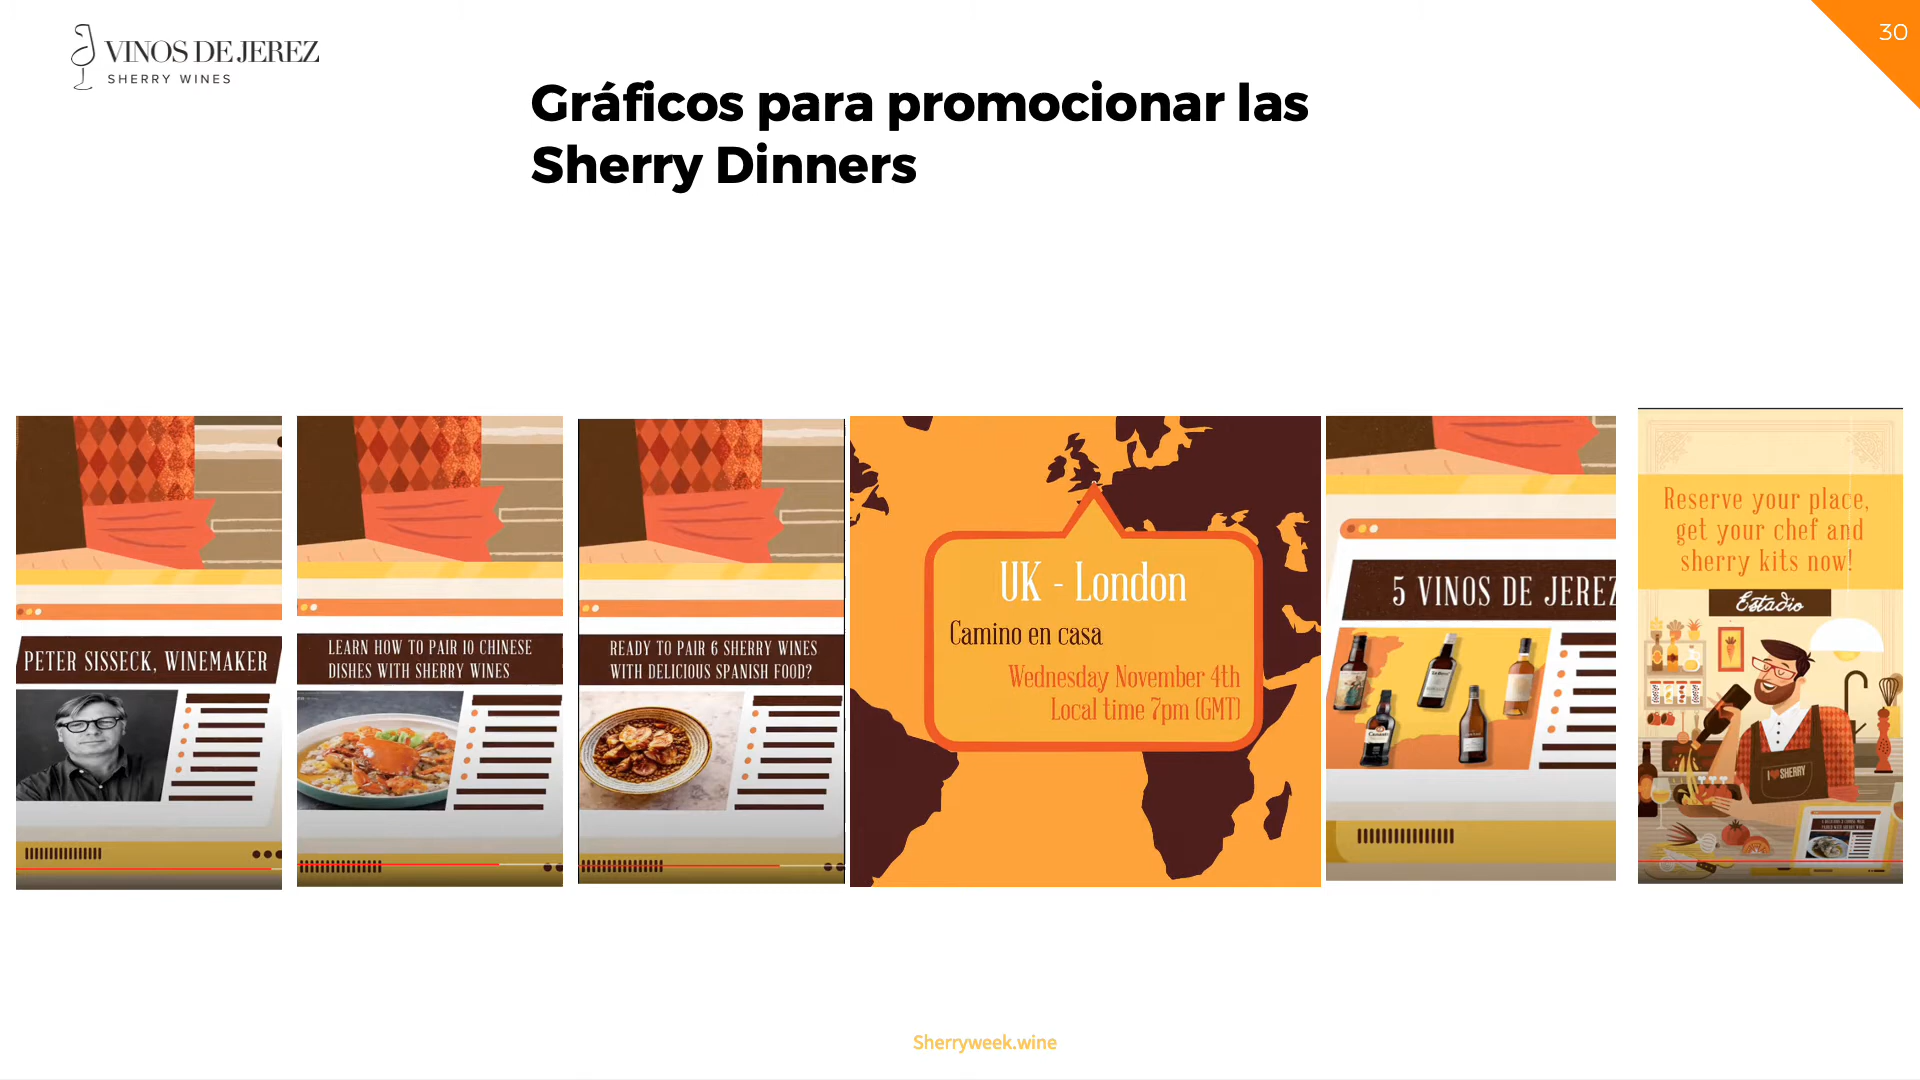 VINOS DE JEREZ
SHERRY WINES
30
Gráficos para promocionar las
Sherry Dinners
PETER SISSECK, WINEMAKER
LEARN HOW TO PAIR 10 CHINESE
DISHES WITH SHERRY WINES
READY TO PAIR 6 SHERRY WINES
WITH DELICIOUS SPANISH FOOD?
UK - London
Camino en casa
Wednesday November 4th
Local time 7pm (GMT)
5 VINOS DE JEREZ
Reserve your place,
get your chef and
sherry kits now!
Estadio
I ❤ SHERRY
Sherryweek.wine